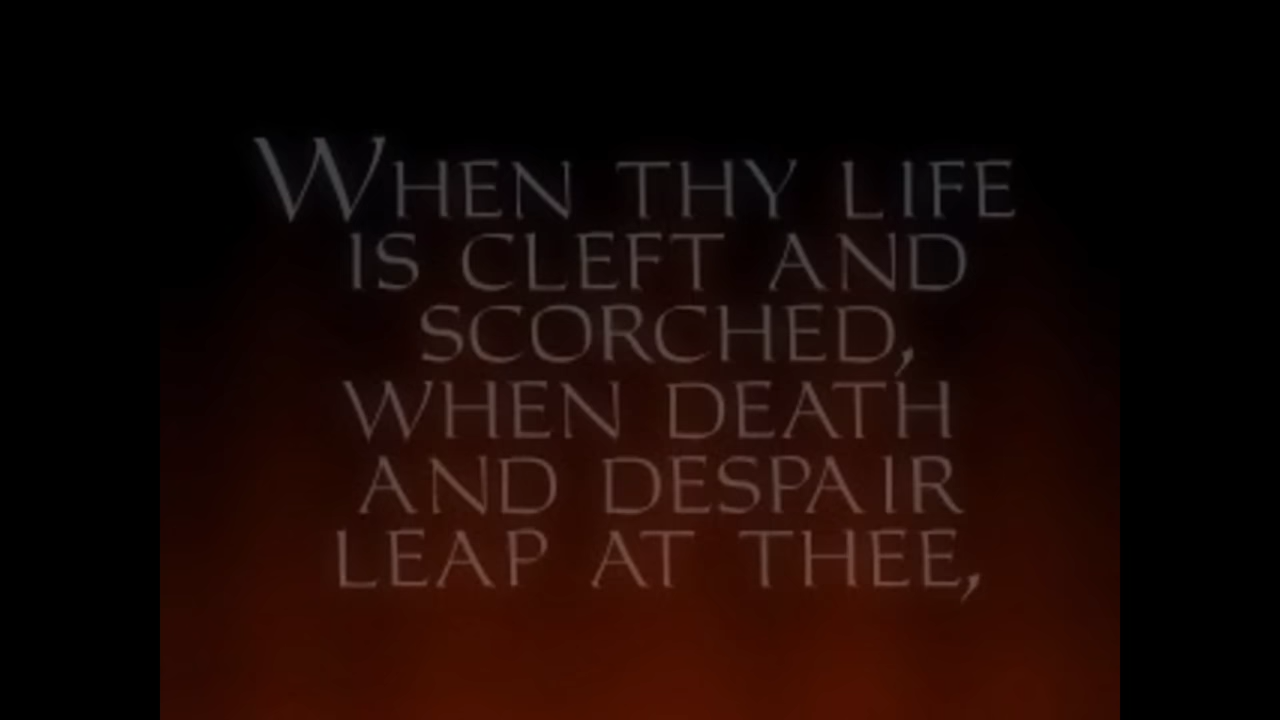 WHEN THY LIFE
IS CLEFT AND
SCORCHED,
WHEN DEATH
AND DESPAIR
LEAP AT THEE,